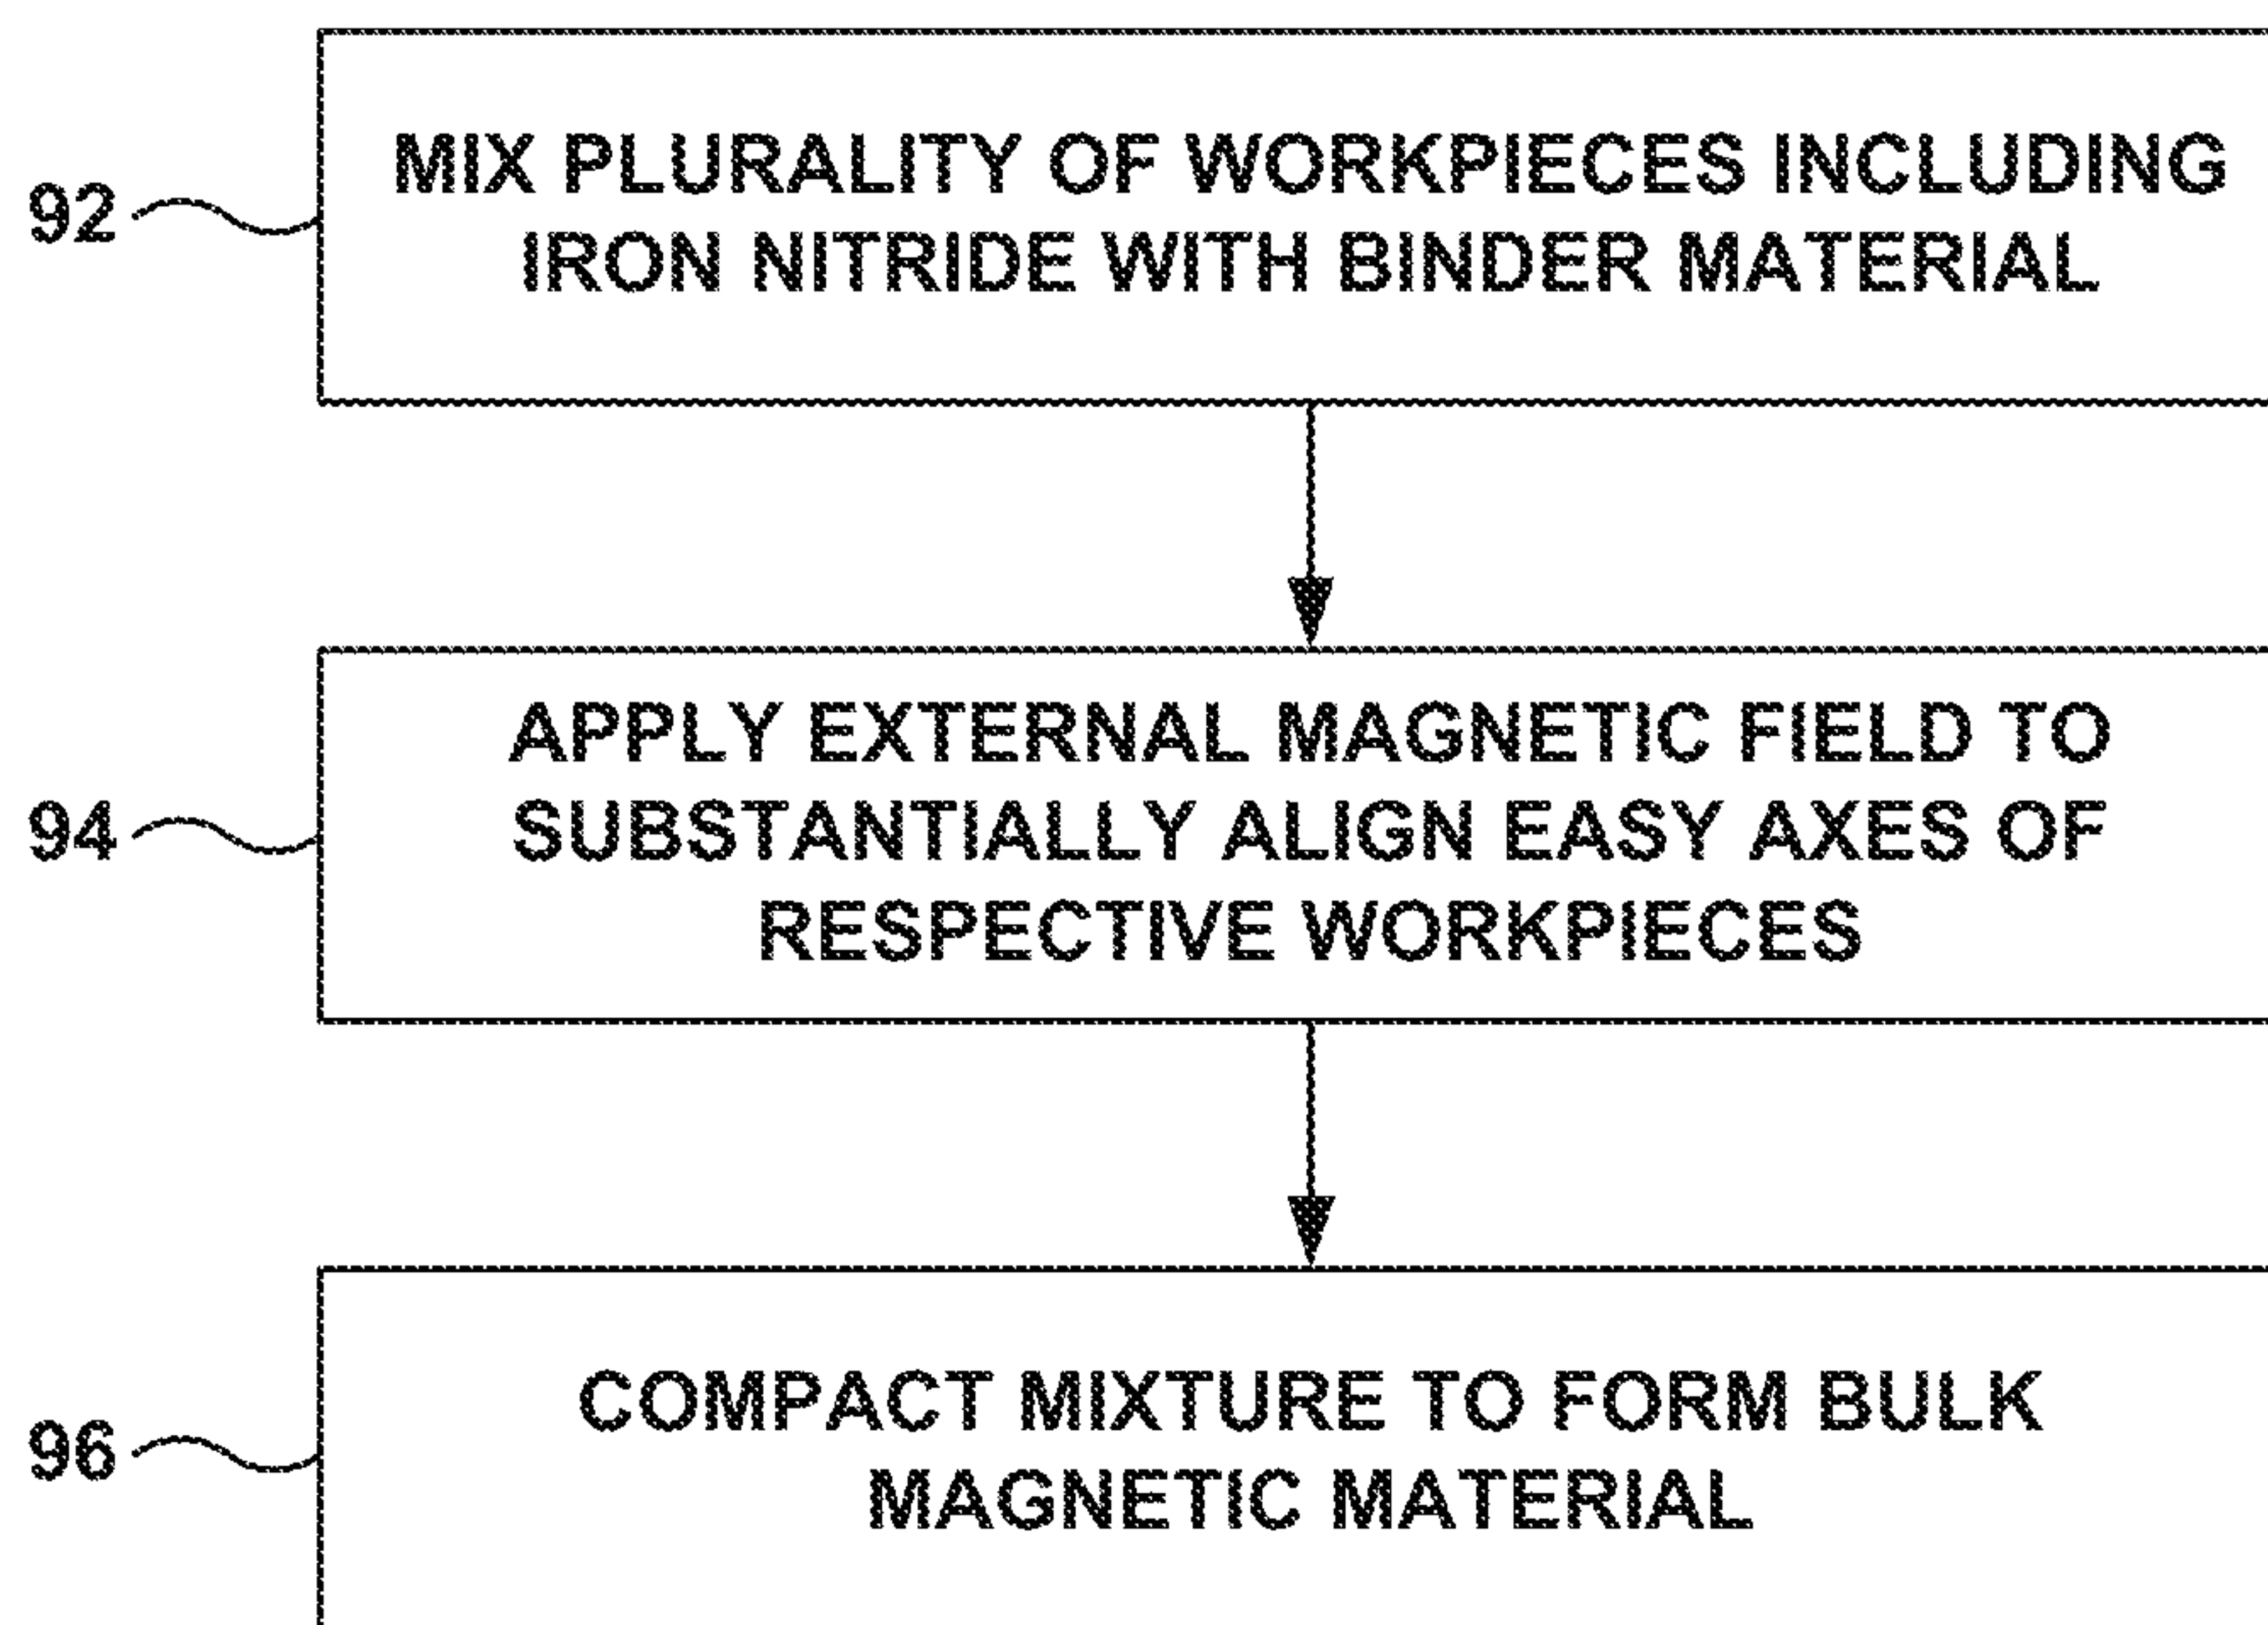 92
MIX PLURALITY OF WORKPIECES INCLUDING
IRON NITRIDE WITH BINDER MATERIAL
94
APPLY EXTERNAL MAGNETIC FIELD TO
SUBSTANTIALLY ALIGN EASY AXES OF
RESPECTIVE WORKPIECES
96
COMPACT MIXTURE TO FORM BULK
MAGNETIC MATERIAL